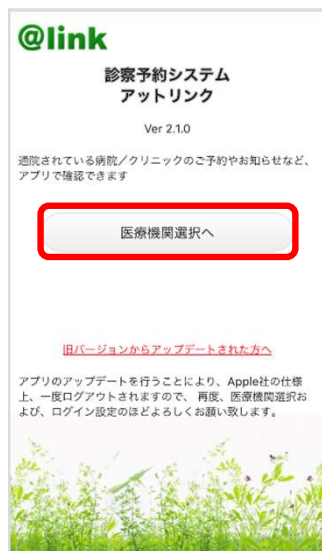 @link
診察予約システム
アットリンク
Ver 2.1.0
通院されている病院／クリニックのご予約やお知らせなど、
アプリで確認できます
医療機関選択へ
旧バージョンからアップデートされた方へ
アプリのアップデートを行うことにより、Apple社の仕様
上、一度ログアウトされますので、 再度、医療機関選択お
よび、ログイン設定のほどよろしくお願い致します。